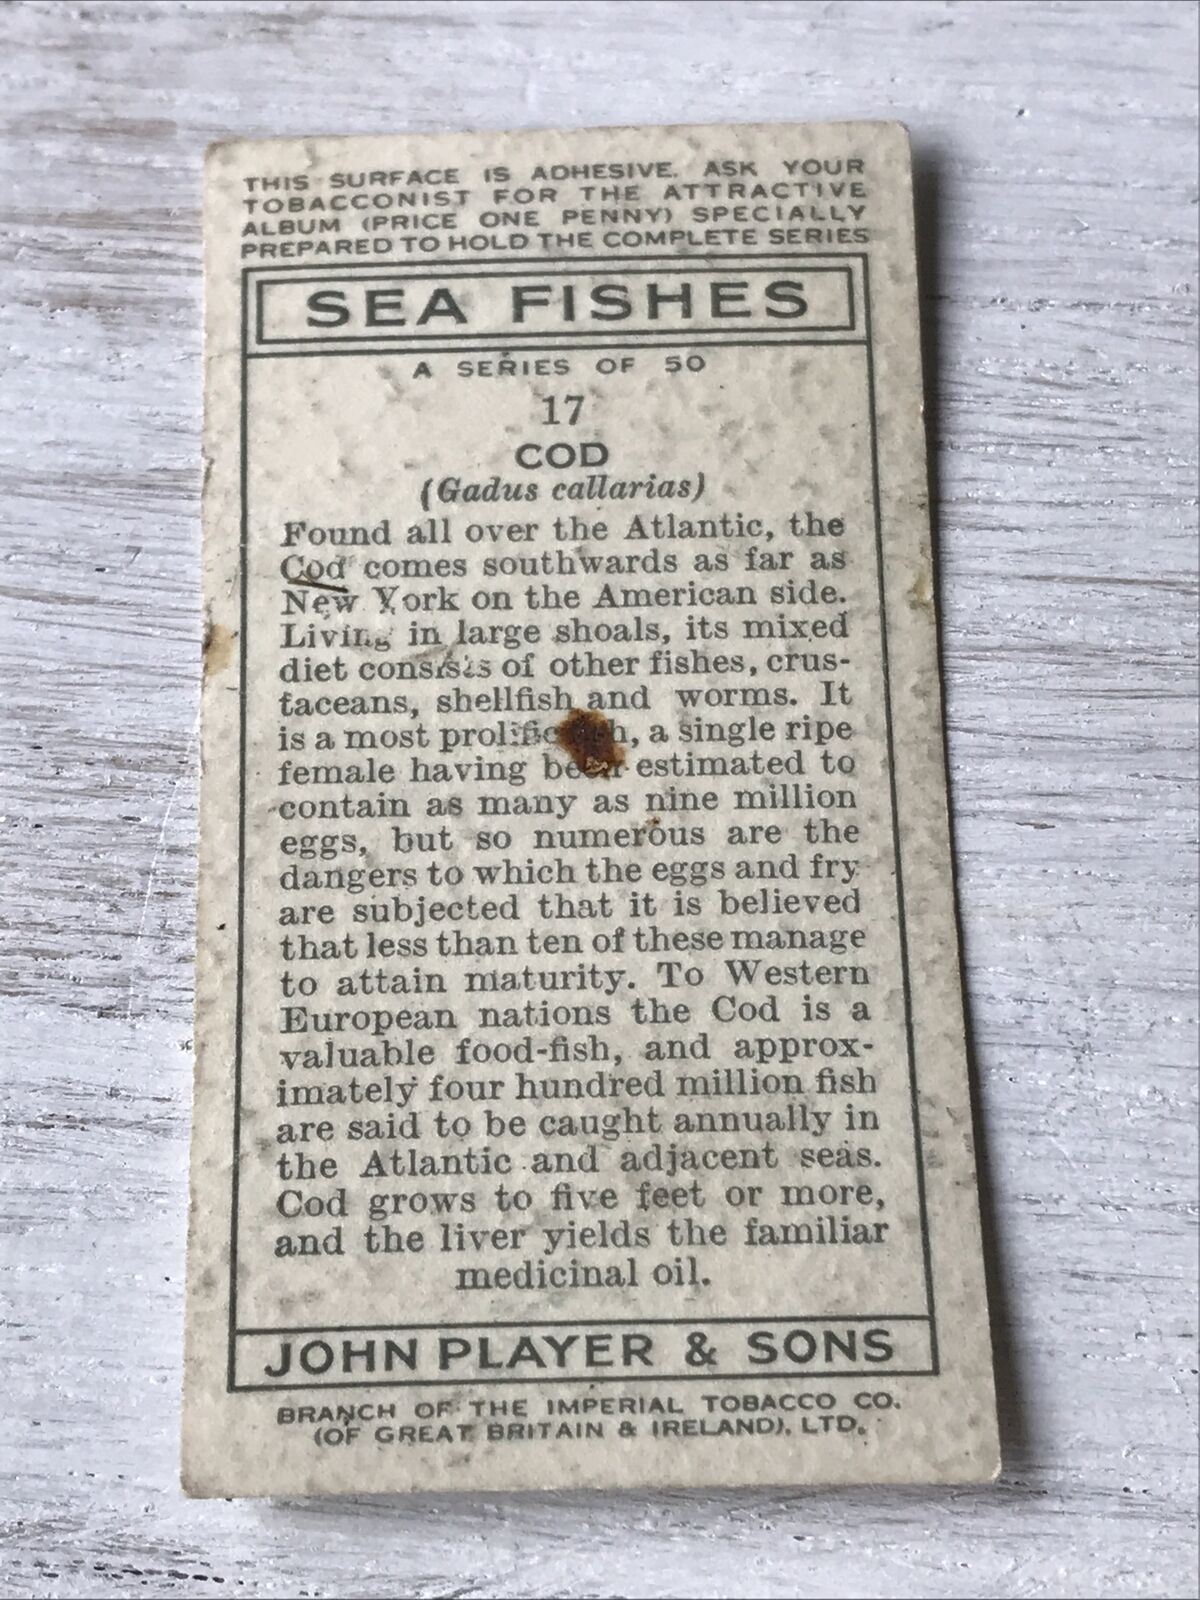 THIS SURFACE IS ADHESIVE. ASK YOUR
TOBACCONIST FOR THE ATTRACTIVE
ALBUM (PRICE ONE PENNY) SPECIALLY
PREPARED TO HOLD THE COMPLETE SERIES
SEA FISHES
A SERIES OF 50
17
COD
(Gadus callarias)
Found all over the Atlantic, the
Cod comes southwards as far as
New York on the American side.
Living in large shoals, its mixed
diet consists of other fishes, crus-
taceans, shellfish and worms. It
is a most prolific, a single ripe
female having been estimated to
contain as many as nine million
eggs, but so numerous are the
dangers to which the eggs and fry
are subjected that it is believed
that less than ten of these manage
to attain maturity. To Western
European nations the Cod is a
valuable food-fish, and approx-
imately four hundred million fish
are said to be caught annually in
the Atlantic and adjacent seas.
Cod grows to five feet or more,
and the liver yields the familiar
medicinal oil.
JOHN PLAYER & SONS
BRANCH OF THE IMPERIAL TOBACCO CO.
(OF GREAT BRITAIN & IRELAND), LTD.